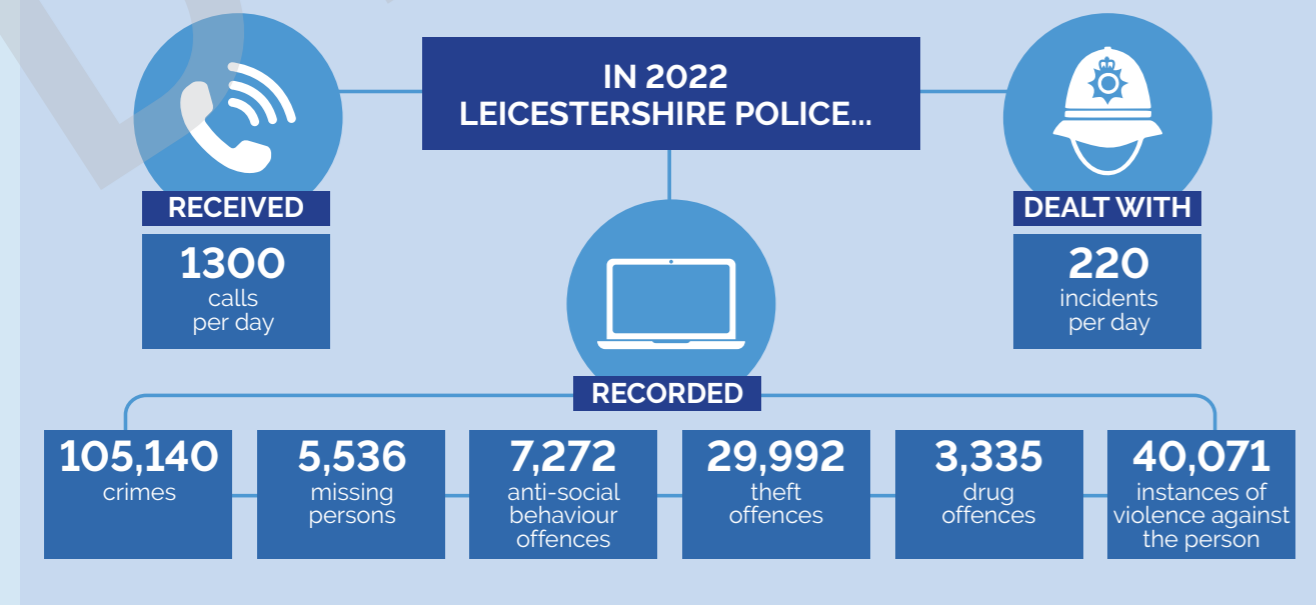 IN 2022
LEICESTERSHIRE POLICE...
RECEIVED
1300
calls
per day
DEALT WITH
220
incidents
per day
RECORDED
105,140
crimes
5,536
missing
persons
7,272
anti-social
behaviour
offences
29,992
theft
offences
3,335
drug
offences
40,071
instances of
violence against
the person